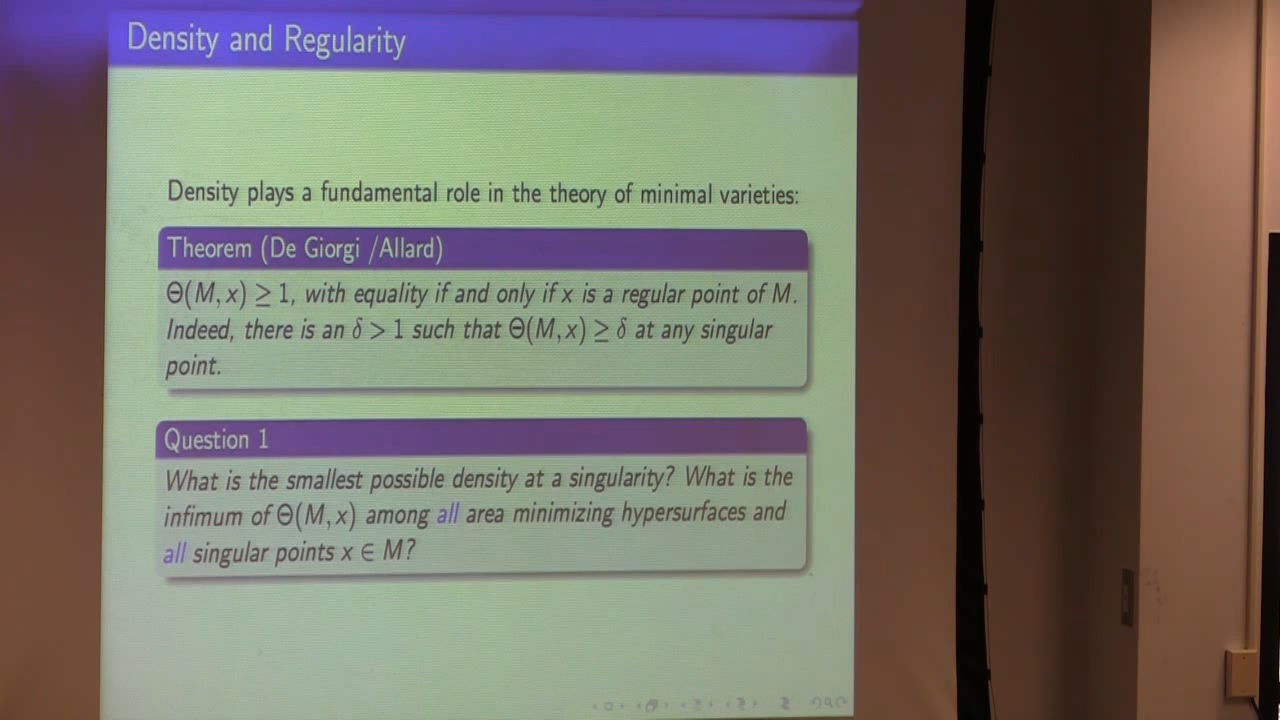 Density and Regularity
Density plays a fundamental role in the theory of minimal varieties:
Theorem (De Giorgi /Allard)
Θ(M, x) ≥ 1, with equality if and only if x is a regular point of M.
Indeed, there is an δ > 1 such that Θ(M, x) ≥ δ at any singular
point.
Question 1
What is the smallest possible density at a singularity? What is the
infimum of Θ(M, x) among all area minimizing hypersurfaces and
all singular points x ∈ M?